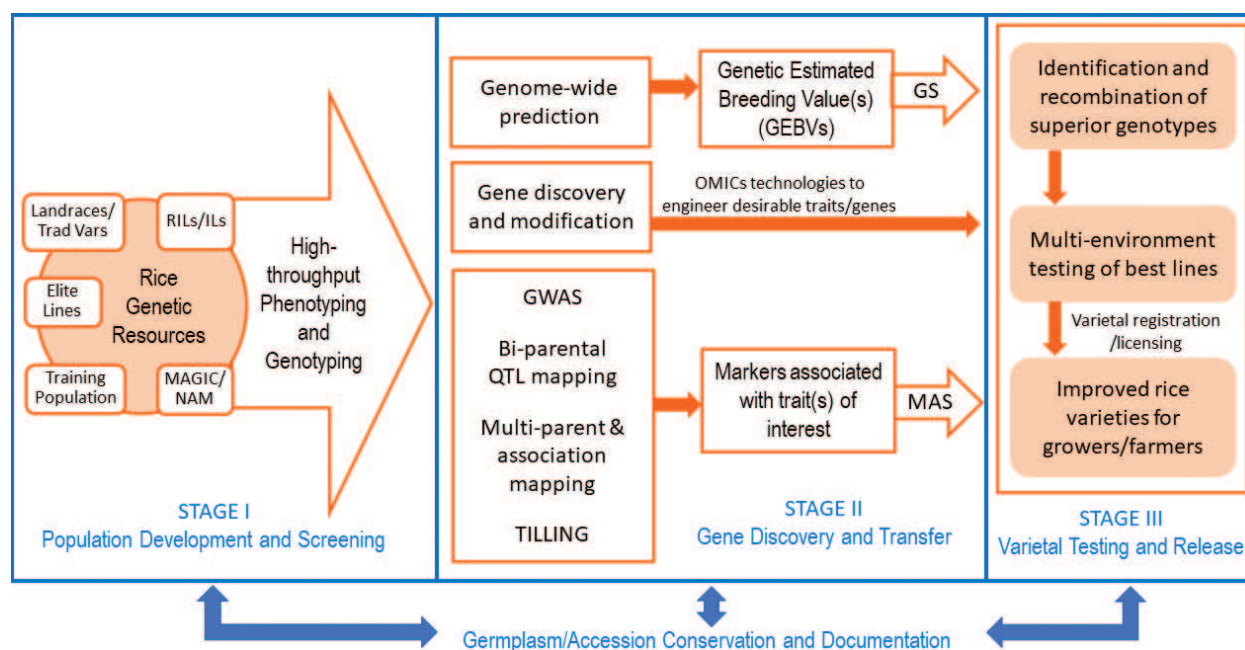 Landraces/
Trad Vars
RILs/ILs
Elite
Lines
Rice
Genetic
Resources
Training
Population
MAGIC/
NAM
High-
throughput
Phenotyping
and
Genotyping
STAGE I
Population Development and Screening
Genome-wide
prediction
Genetic Estimated
Breeding Value(s)
(GEBVs)
GS
Gene discovery
and modification
OMICs technologies to
engineer desirable traits/genes
GWAS
Bi-parental
QTL mapping
Multi-parent &
association
mapping
TILLING
Markers associated
with trait(s) of
interest
MAS
STAGE II
Gene Discovery and Transfer
Identification and
recombination of
superior genotypes
Multi-environment
testing of best lines
Varietal registration
/licensing
Improved rice
varieties for
growers/farmers
STAGE III
Varietal Testing and Release
Germplasm/Accession Conservation and Documentation